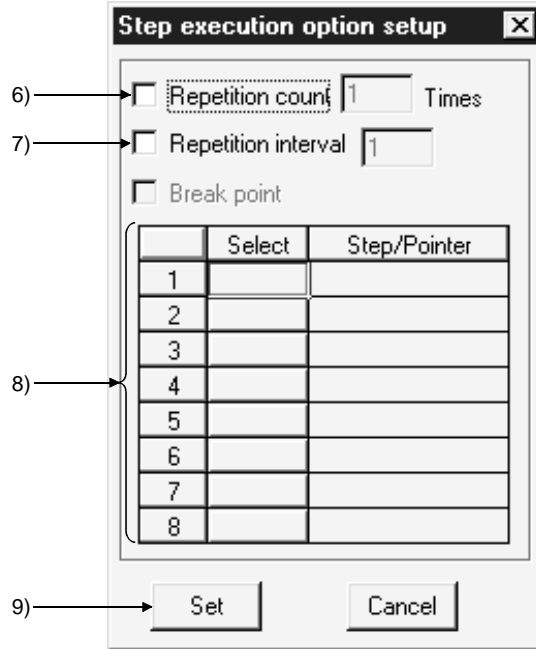 Step execution option setup
6) Repetition count 1 Times
7) Repetition interval 1
Break point
Select Step/Pointer
1
2
3
8) 4
5
6
7
8
9) Set Cancel